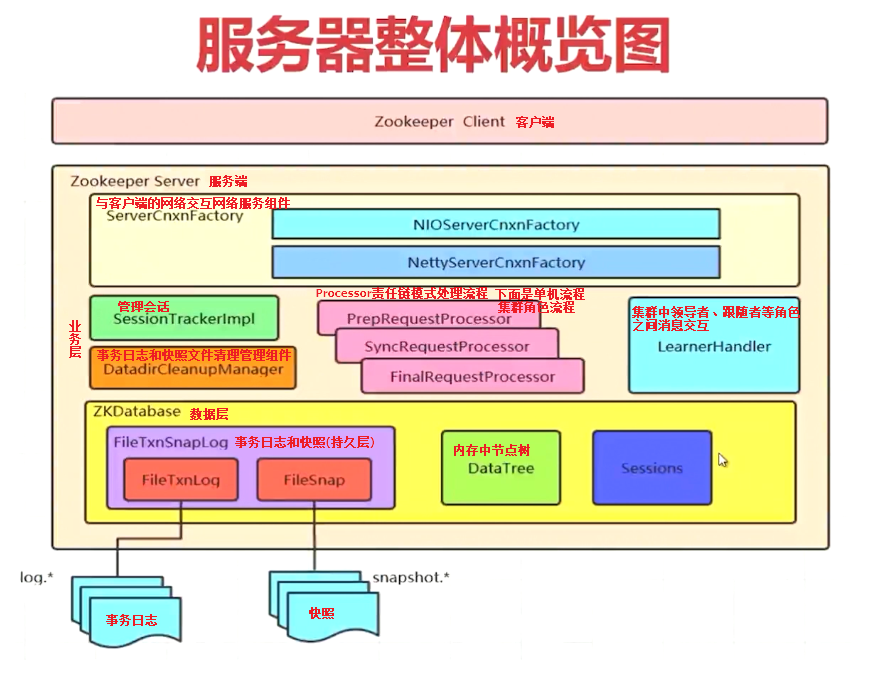 服务器整体概览图
Zookeeper Client 客户端
Zookeeper Server 服务端
与客户端的网络交互网络服务组件
ServerCnxnFactory
NIOServerCnxnFactory
NettyServerCnxnFactory
业务层
管理会话
SessionTrackerImpl
事务日志和快照文件清理管理组件
DatadirCleanupManager
Processor责任链模式处理流程 下面是单机流程
集群角色流程
PrepRequestProcessor
SyncRequestProcessor
FinalRequestProcessor
集群中领导者、跟随者等角色
之间消息交互
LearnerHandler
ZKDatabase 数据层
FileTxnSnapLog 事务日志和快照(持久层)
FileTxnLog
FileSnap
内存中节点树
DataTree
Sessions
log.*
事务日志
snapshot.*
快照